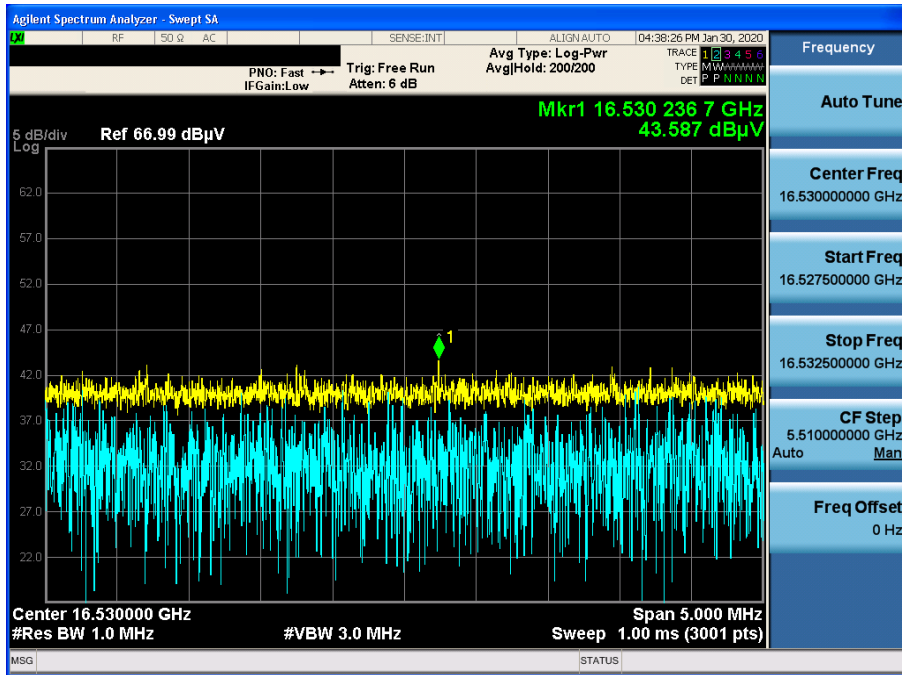 Agilent Spectrum Analyzer - Swept SA
LXI RF 50 Ω AC SENSE:INT ALIGN AUTO 04:38:26 PM Jan 30, 2020
PNO: Fast Trig: Free Run Avg Type: Log-Pwr TRACE 1 2 3 4 5 6
IFGain:Low Atten: 6 dB Avg|Hold: 200/200 TYPE M W W W W W
DET P P N N N N
Mkr1 16.530 236 7 GHz
43.587 dBµV
5 dB/div Ref 66.99 dBµV
Log
62.0
57.0
52.0
47.0
42.0
37.0
32.0
27.0
22.0
1
Center 16.530000 GHz Span 5.000 MHz
#Res BW 1.0 MHz #VBW 3.0 MHz Sweep 1.00 ms (3001 pts)
MSG STATUS
Frequency
Auto Tune
Center Freq
16.530000000 GHz
Start Freq
16.527500000 GHz
Stop Freq
16.532500000 GHz
CF Step
5.510000000 GHz
Auto Man
Freq Offset
0 Hz